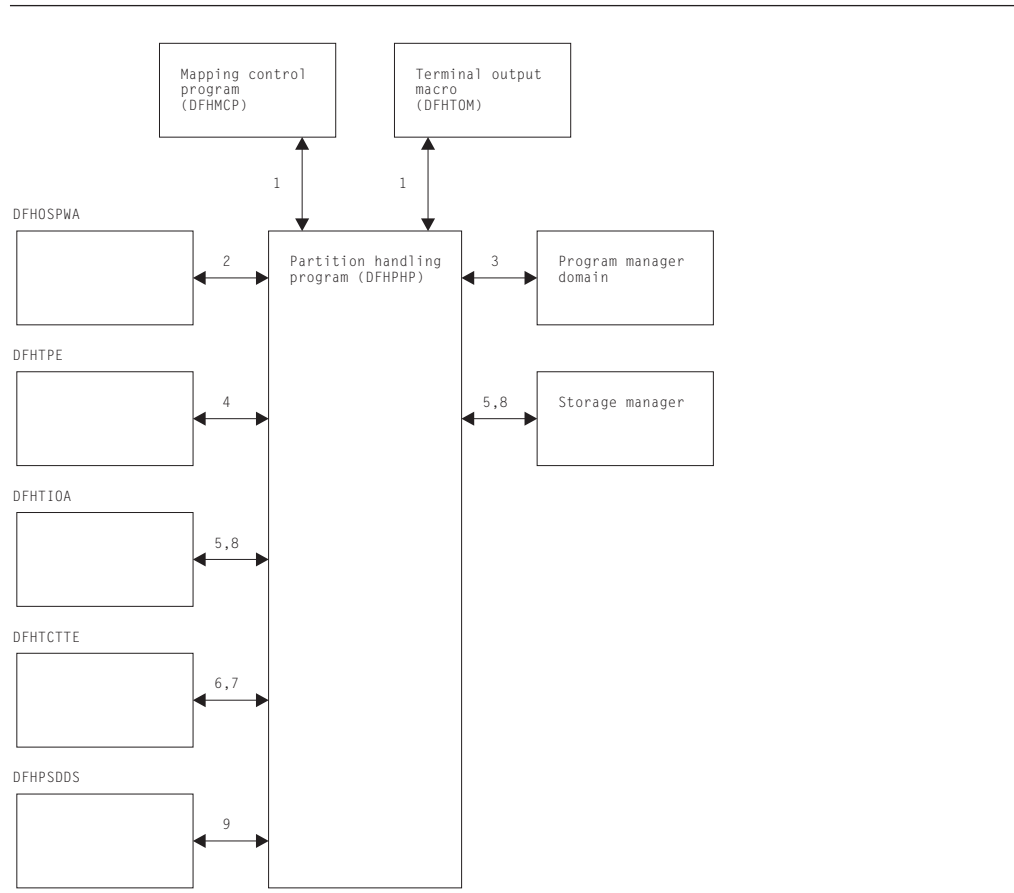 Mapping control
program
(DFHMCP)
Terminal output
macro
(DFHTOM)
1
1
DFHOSPWA
2
Partition handling
program (DFHPHP)
3
Program manager
domain
DFHTPE
4
5,8
Storage manager
DFHTIOA
5,8
DFHTCTTE
6,7
DFHPSDDS
9